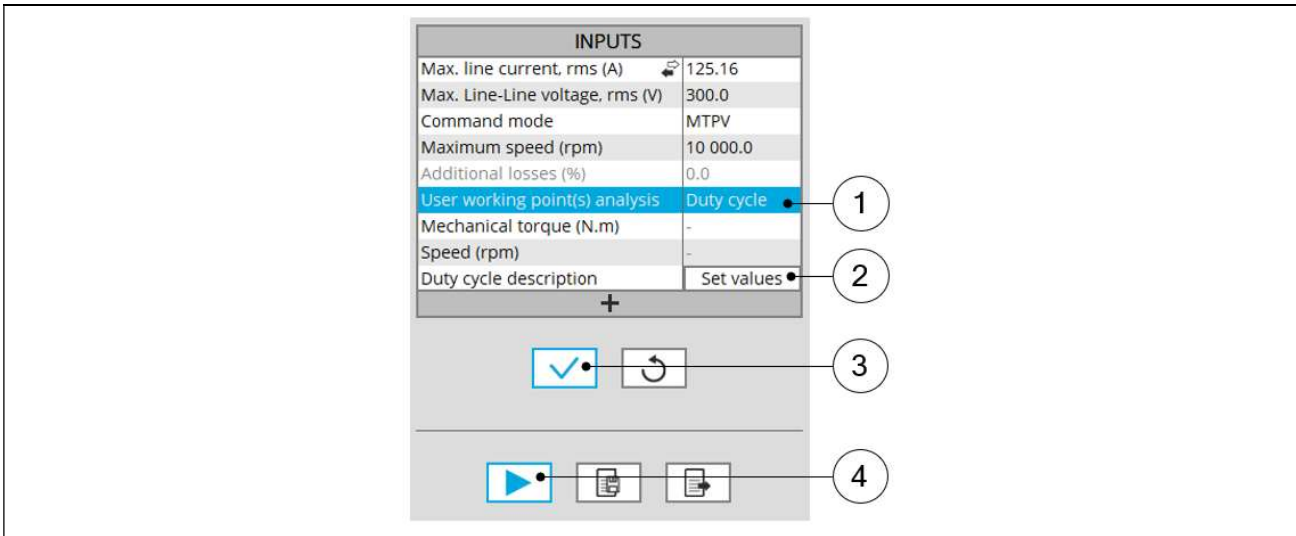 INPUTS
Max. line current, rms (A) 125.16
Max. Line-Line voltage, rms (V) 300.0
Command mode MTPV
Maximum speed (rpm) 10 000.0
Additional losses (%) 0.0
User working point(s) analysis Duty cycle 1
Mechanical torque (N.m) -
Speed (rpm) -
Duty cycle description Set values 2
+
3
4